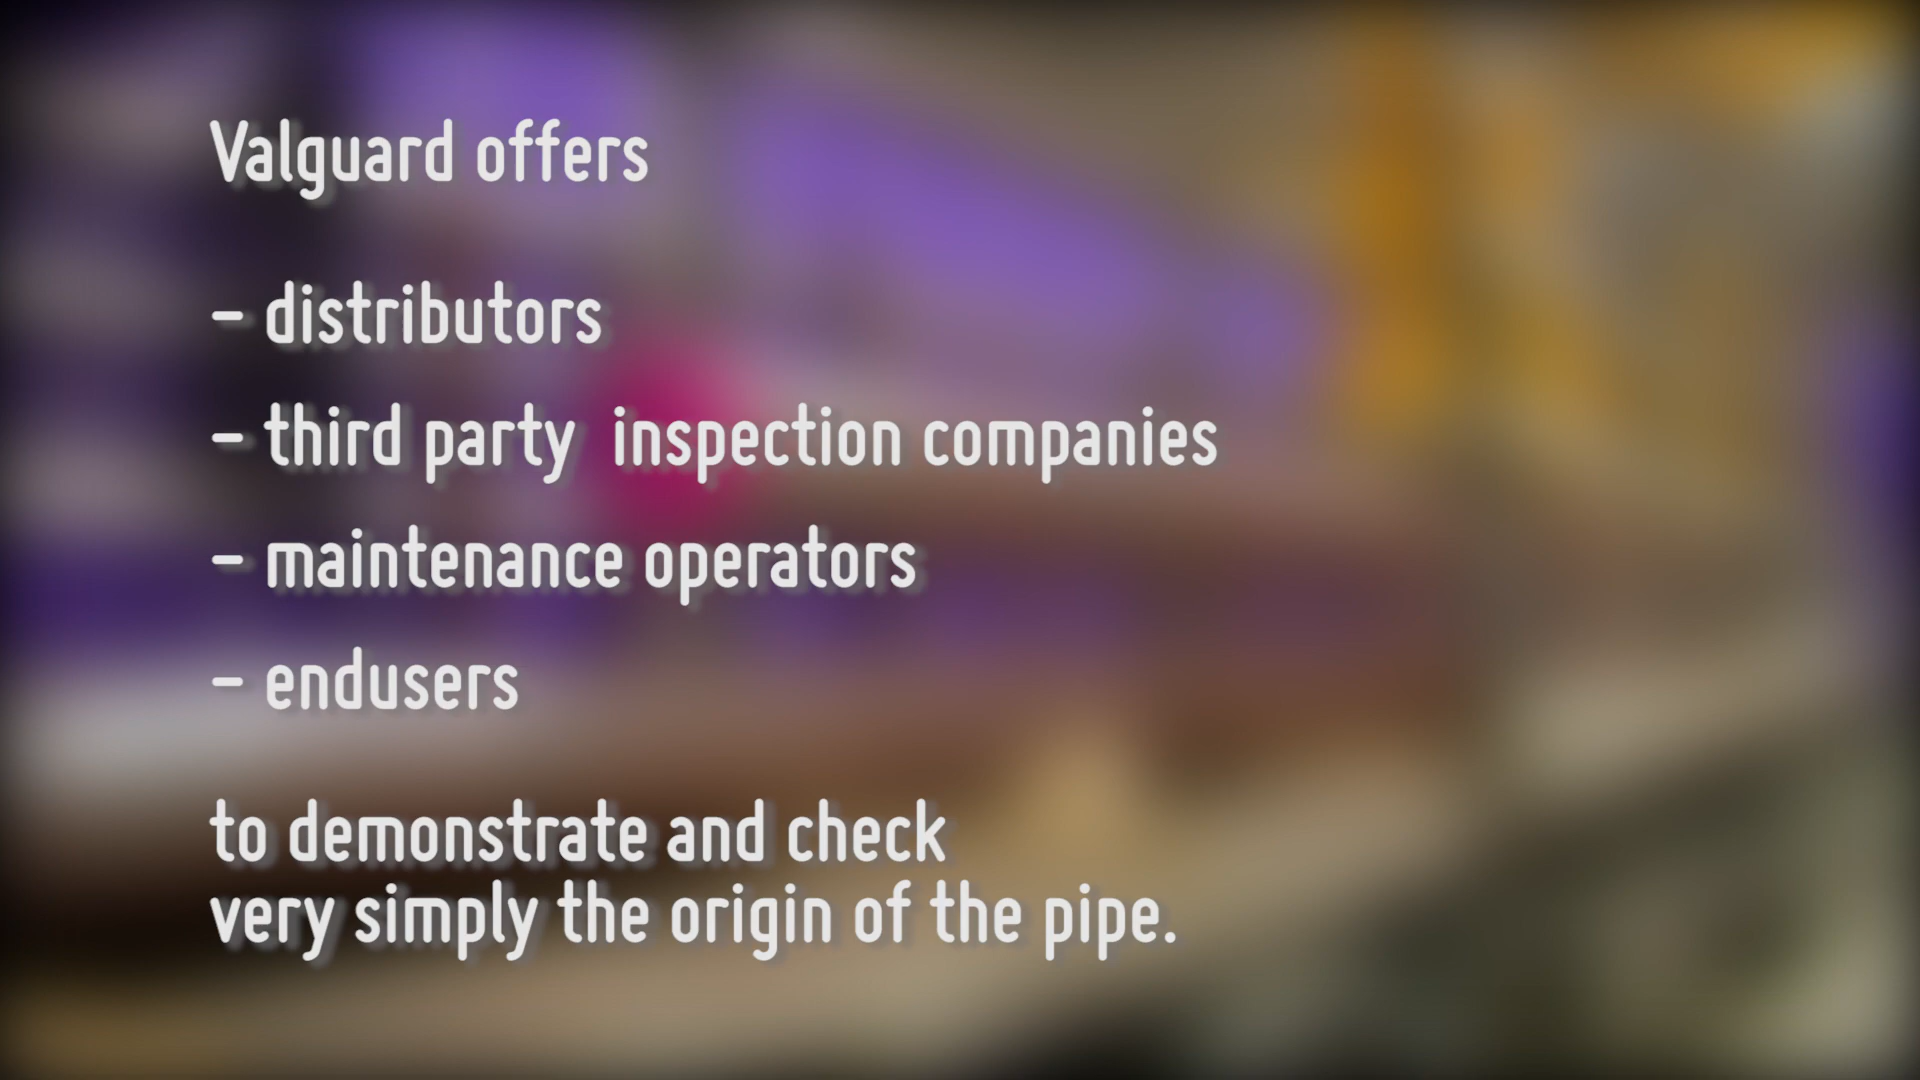 Valguard offers
– distributors
– third party  inspection companies
– maintenance operators
– endusers
to demonstrate and check
very simply the origin of the pipe.